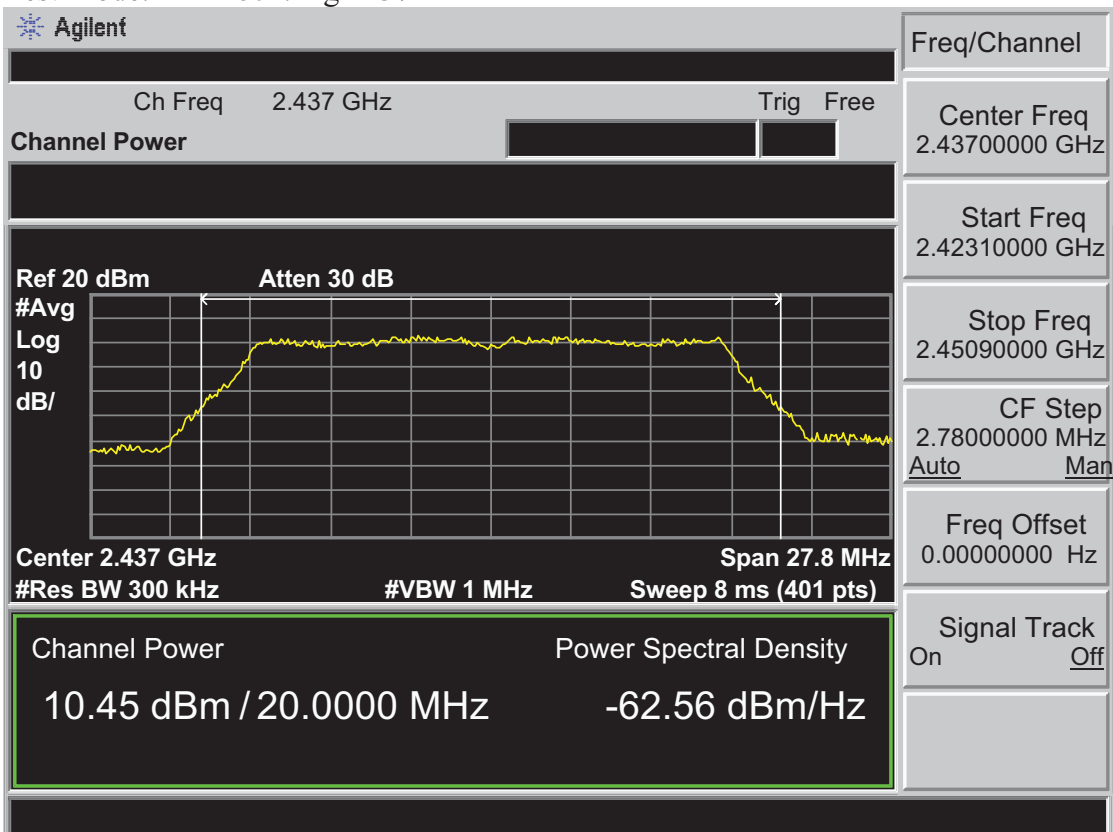 Agilent
Freq/Channel
Ch Freq 2.437 GHz Trig Free
Channel Power
Center Freq
2.43700000 GHz
Start Freq
2.42310000 GHz
Stop Freq
2.45090000 GHz
CF Step
2.78000000 MHz
Auto Man
Freq Offset
0.00000000 Hz
Signal Track
On Off
Ref 20 dBm Atten 30 dB
#Avg
Log
10
dB/
Center 2.437 GHz Span 27.8 MHz
#Res BW 300 kHz #VBW 1 MHz Sweep 8 ms (401 pts)
Channel Power Power Spectral Density
10.45 dBm / 20.0000 MHz -62.56 dBm/Hz